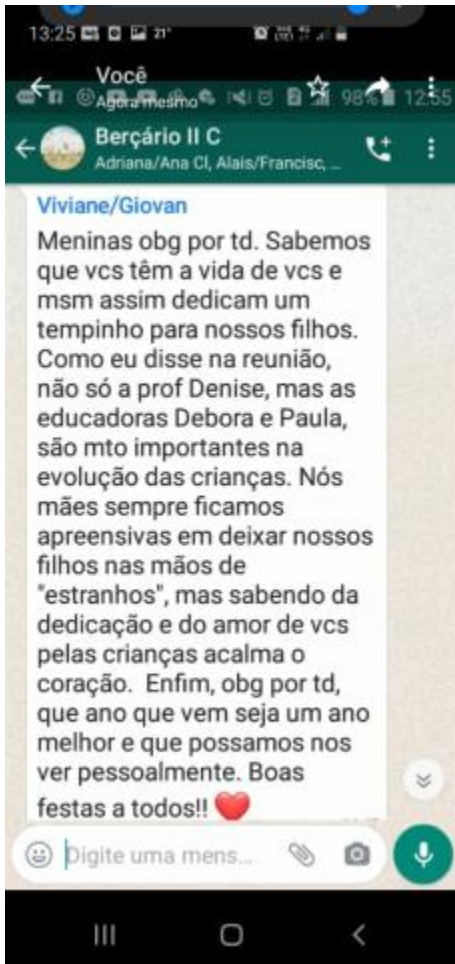 13:25 21°
Você
Agora mesmo
98% 12:55
Berçário II C
Adriana/Ana Cl, Alais/Francisc, ...
Viviane/Giovan
Meninas obg por td. Sabemos
que vcs têm a vida de vcs e
msm assim dedicam um
tempinho para nossos filhos.
Como eu disse na reunião,
não só a prof Denise, mas as
educadoras Debora e Paula,
são mto importantes na
evolução das crianças. Nós
mães sempre ficamos
apreensivas em deixar nossos
filhos nas mãos de
"estranhos", mas sabendo da
dedicação e do amor de vcs
pelas crianças acalma o
coração. Enfim, obg por td,
que ano que vem seja um ano
melhor e que possamos nos
ver pessoalmente. Boas
festas a todos!! ❤️
Digite uma mens...